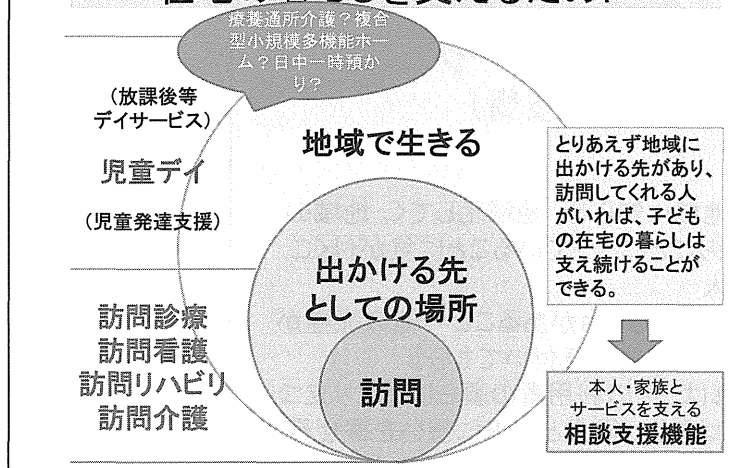 療養通所介護？複合
型小規模多機能ホー
ム？日中一時預か
り？
(放課後等
デイサービス)
児童デイ
(児童発達支援)
地域で生きる
とりあえず地域に
出かける先があり、
訪問してくれる人
がいれば、子ども
の在宅の暮らしは
支え続けることが
できる。
出かける先
としての場所
訪問診療
訪問看護
訪問リハビリ
訪問介護
訪問
本人・家族と
サービスを支える
相談支援機能